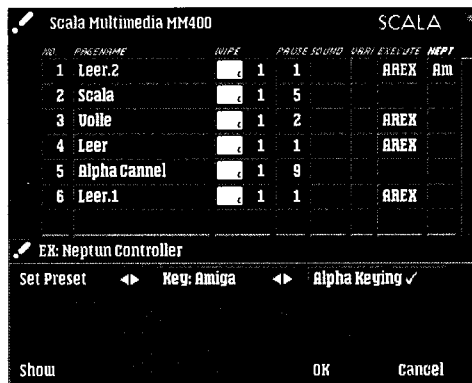 Scala Multimedia MM400 SCALA
NO. PAGENAME WIPE PAUSE SOUND VARI EXECUTE NEPT
1 Leer.2 1 1 AREX Am
2 Scala 1 5
3 Volle 1 2 AREX
4 Leer 1 1 AREX
5 Alpha Cannel 1 9
6 Leer.1 1 1 AREX
EX: Neptun Controller
Set Preset Key: Amiga Alpha Keying ✓
Show OK Cancel